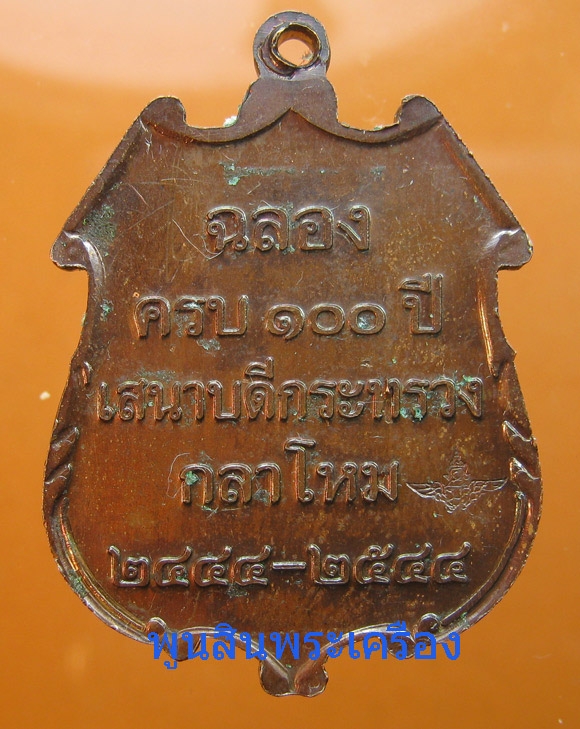 ฉลอง
ครบ ๑๐๐ ปี
เสนาบดีกระทรวง
กลาโหม
๒๔๔๔-๒๕๔๔
พูนสินพระเครือง